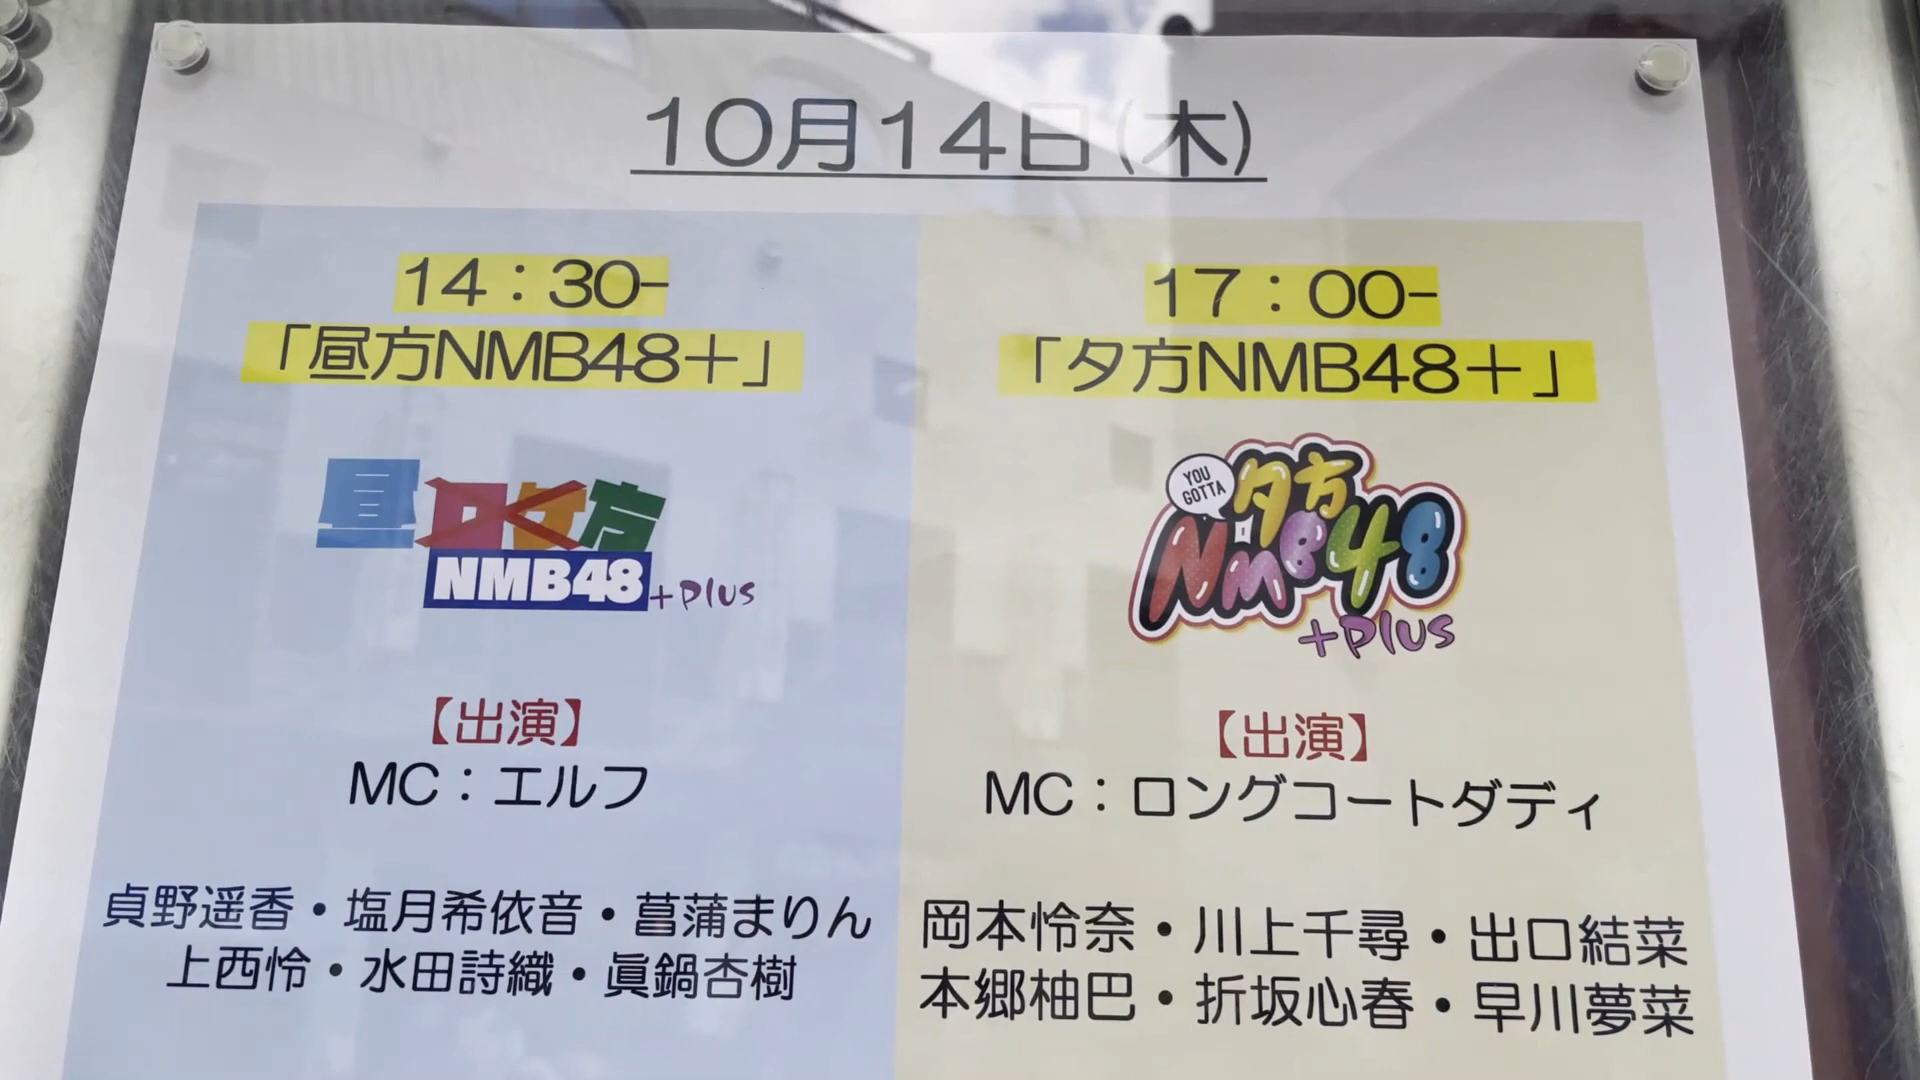 10月14日(木)
14：30-
「昼方NMB48＋」
昼夕方
NMB48
+Plus
【出演】
MC：エルフ
貞野遥香・塩月希依音・菖蒲まりん
上西怜・水田詩織・眞鍋杏樹
17：00-
「夕方NMB48＋」
YOU
GOTTA
夕方
NMB48
+Plus
【出演】
MC：ロングコートダディ
岡本怜奈・川上千尋・出口結菜
本郷柚巴・折坂心春・早川夢菜